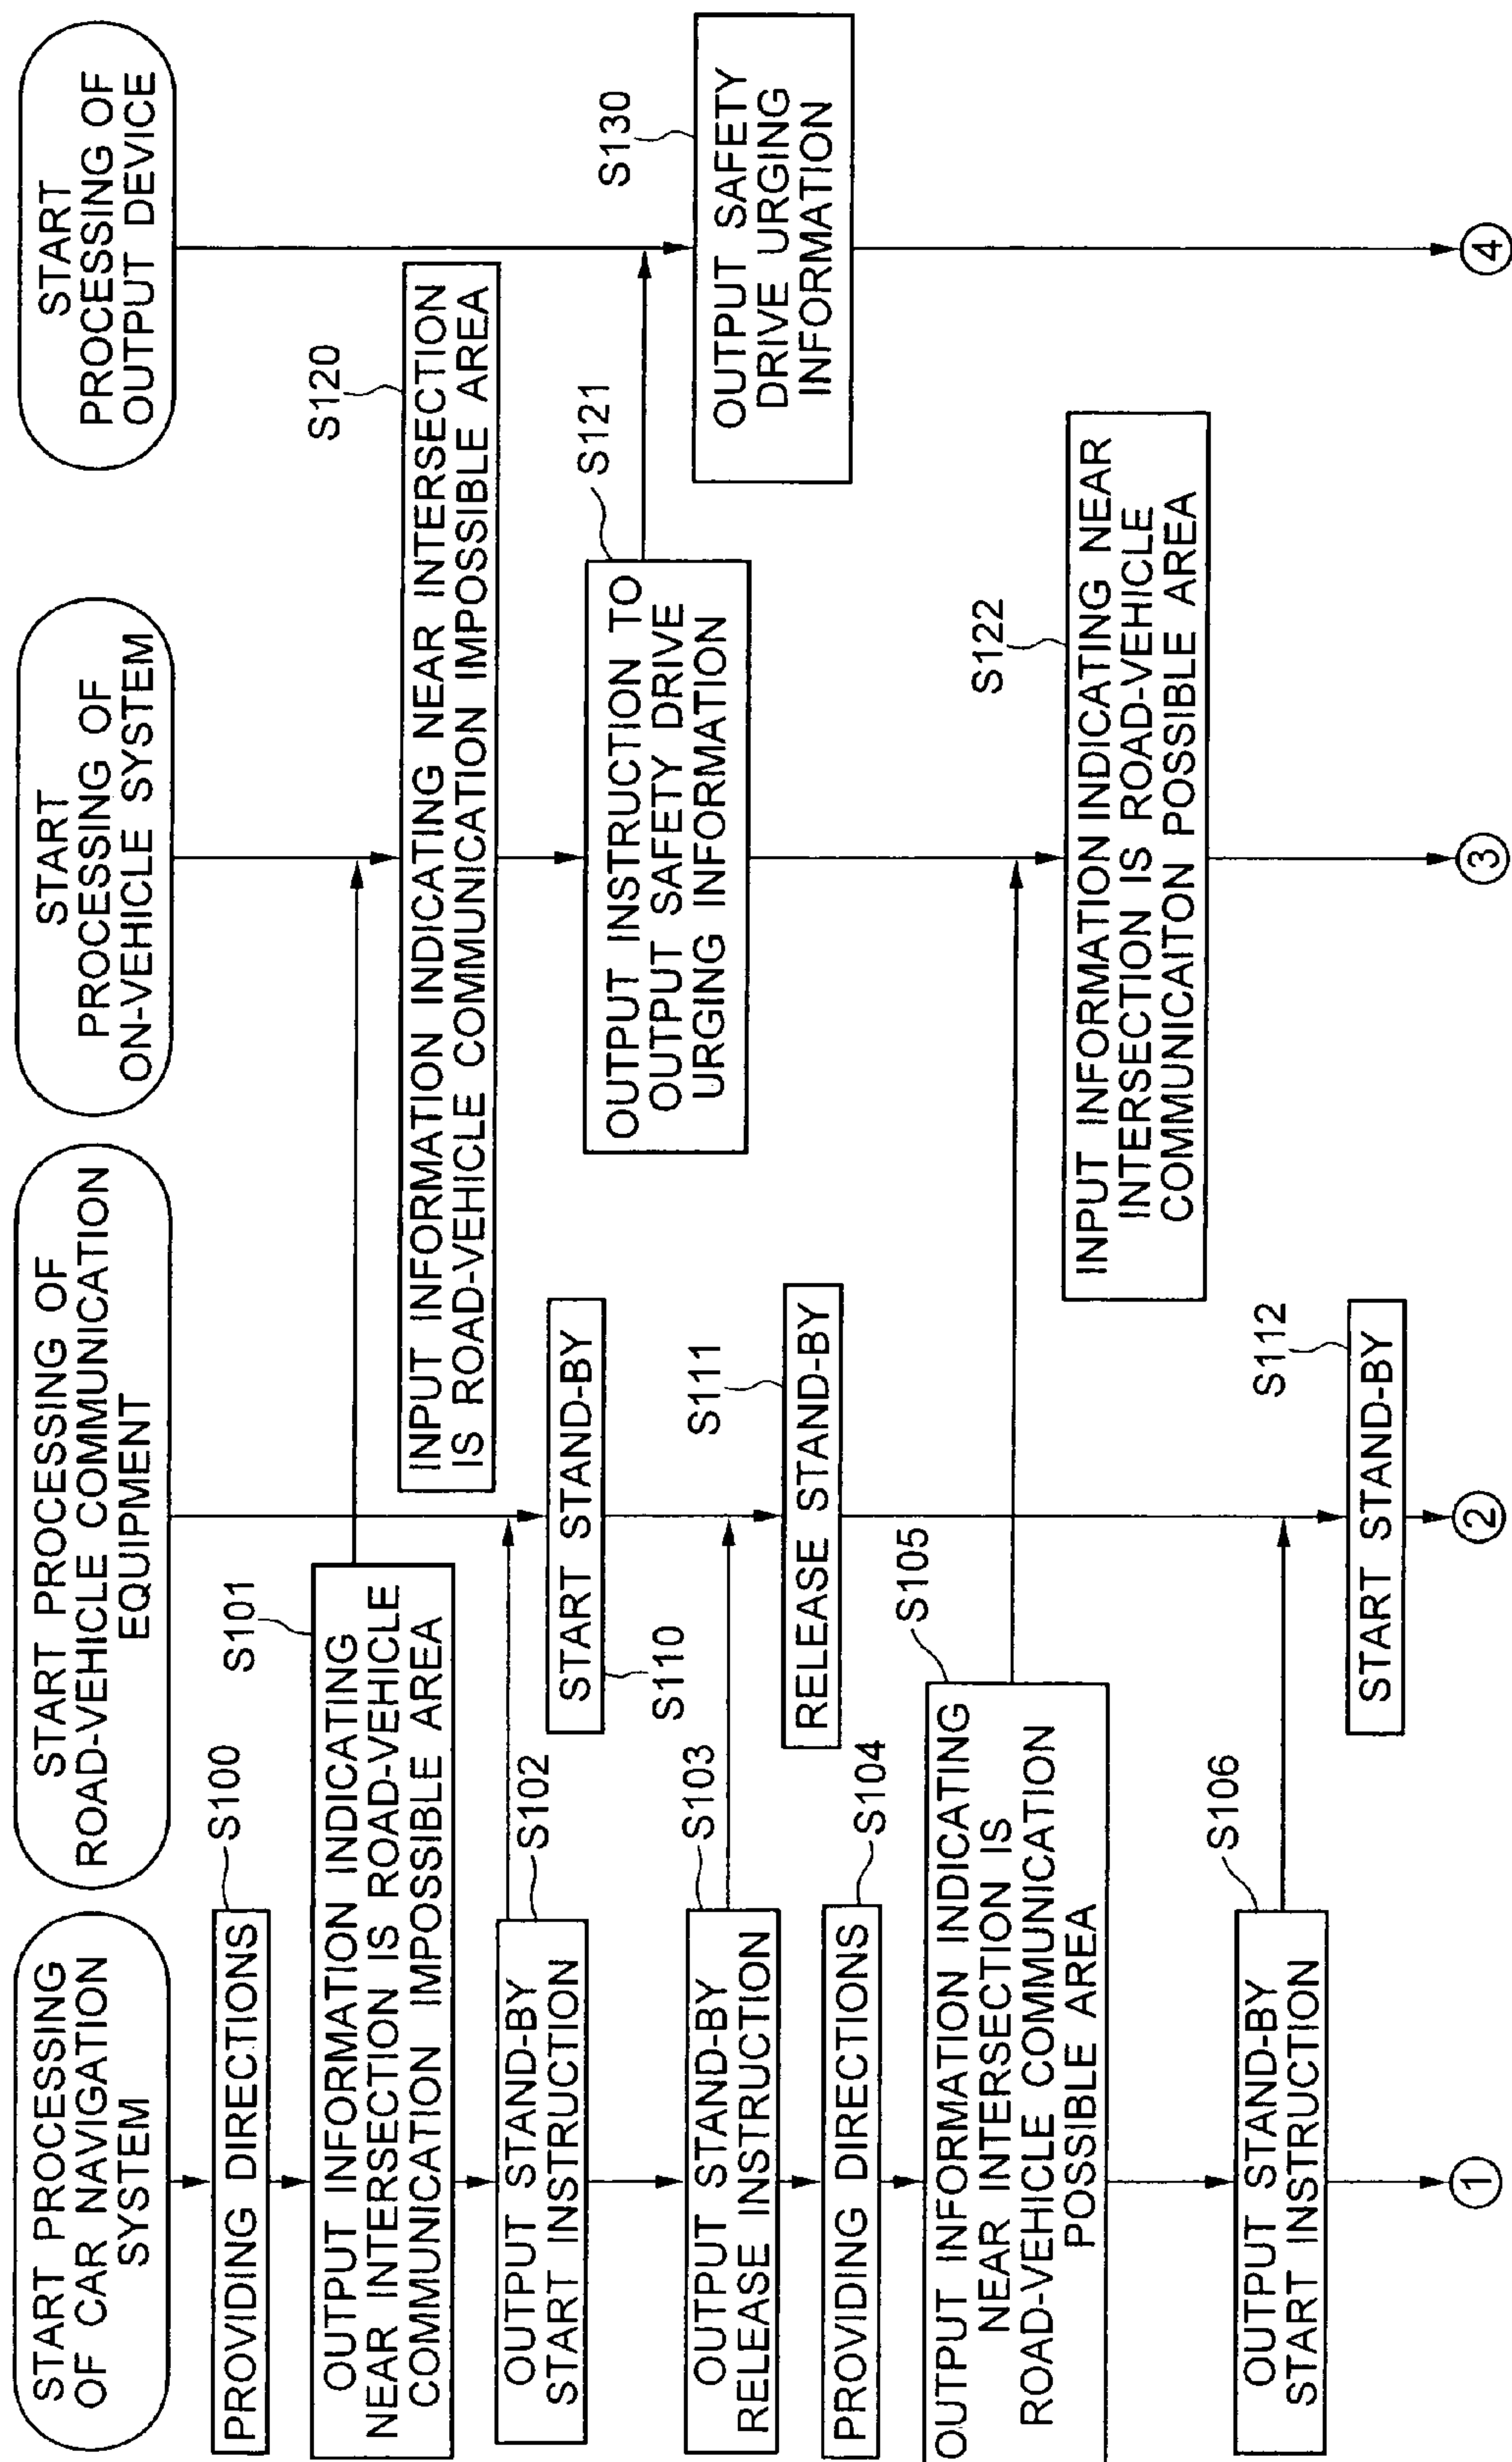 START PROCESSING
OF CAR NAVIGATION
SYSTEM
S100
PROVIDING DIRECTIONS
S101
OUTPUT INFORMATION INDICATING
NEAR INTERSECTION IS ROAD-VEHICLE
COMMUNICATION IMPOSSIBLE AREA
S102
OUTPUT STAND-BY
START INSTRUCTION
S103
OUTPUT STAND-BY
RELEASE INSTRUCTION
S104
PROVIDING DIRECTIONS
S105
OUTPUT INFORMATION INDICATING
NEAR INTERSECTION IS
ROAD-VEHICLE COMMUNICATION
POSSIBLE AREA
S106
OUTPUT STAND-BY
START INSTRUCTION
1
START PROCESSING OF
ROAD-VEHICLE COMMUNICATION
EQUIPMENT
START STAND-BY
S110
S111
RELEASE STAND-BY
S112
START STAND-BY
2
START
PROCESSING OF
ON-VEHICLE SYSTEM
S120
INPUT INFORMATION INDICATING NEAR INTERSECTION
IS ROAD-VEHICLE COMMUNICATION IMPOSSIBLE AREA
S121
OUTPUT INSTRUCTION TO
OUTPUT SAFETY DRIVE
URGING INFORMATION
S122
INPUT INFORMATION INDICATING NEAR
INTERSECTION IS ROAD-VEHICLE
COMMUNICAITON POSSIBLE AREA
3
START
PROCESSING OF
OUTPUT DEVICE
S130
OUTPUT SAFETY
DRIVE URGING
INFORMATION
4